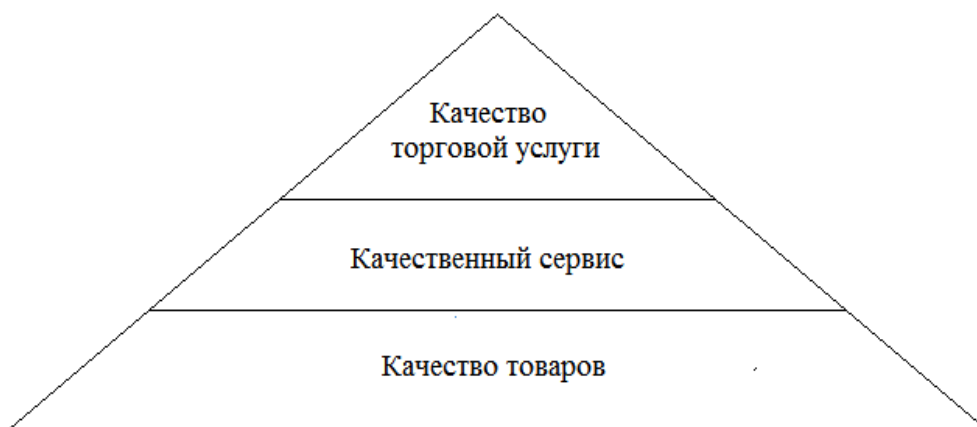 Качество
торговой услуги
Качественный сервис
Качество товаров